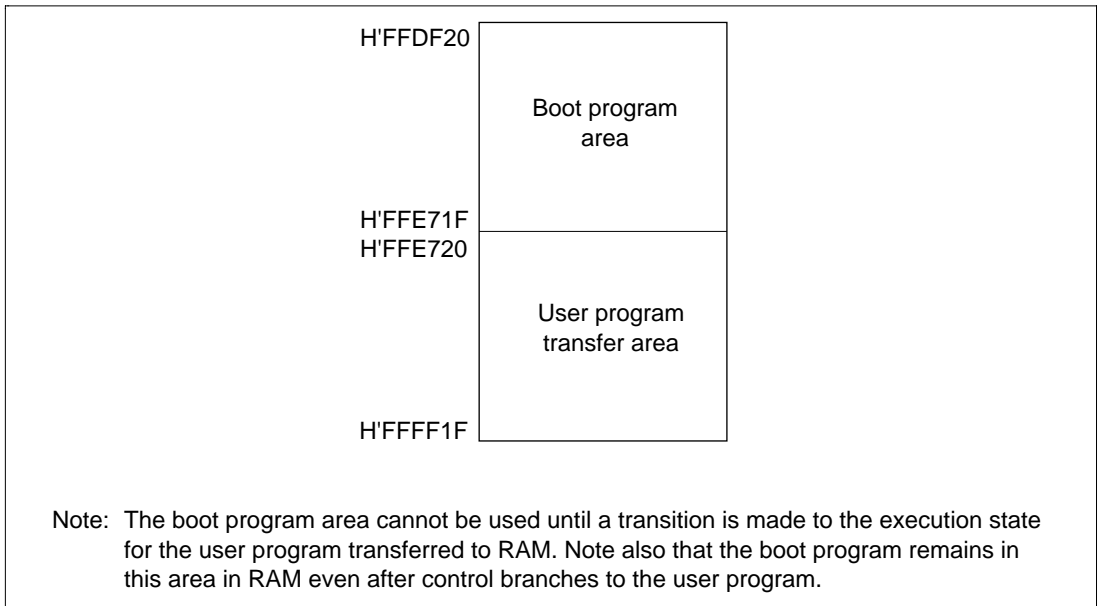 H'FFDF20
Boot program
area
H'FFE71F
H'FFE720
User program
transfer area
H'FFFF1F
Note: The boot program area cannot be used until a transition is made to the execution state
for the user program transferred to RAM. Note also that the boot program remains in
this area in RAM even after control branches to the user program.